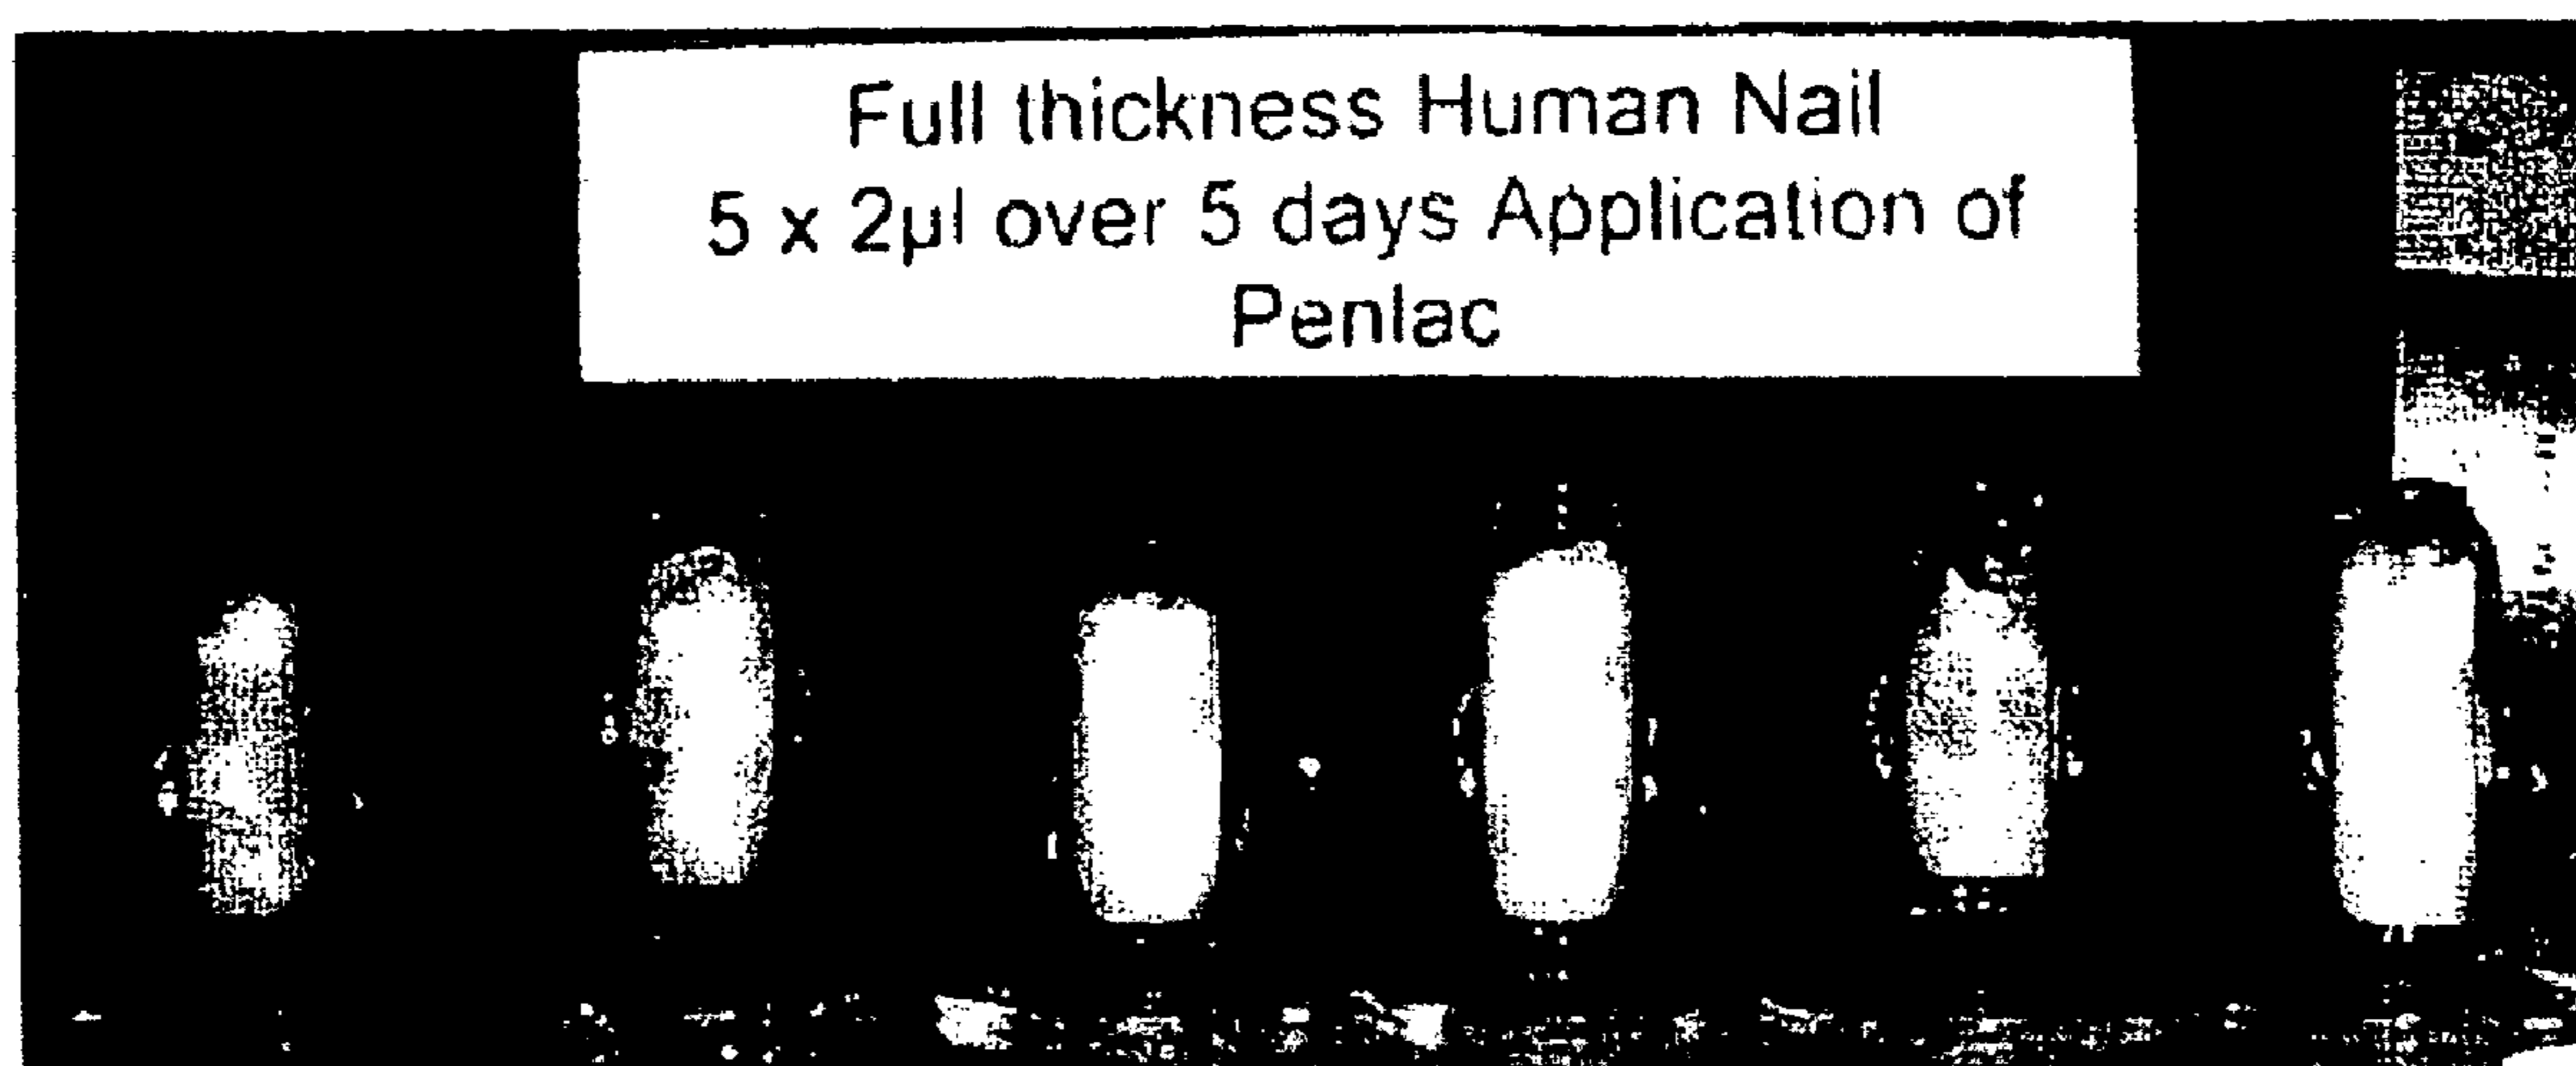 Full thickness Human Nail
5 x 2µl over 5 days Application of
Penlac